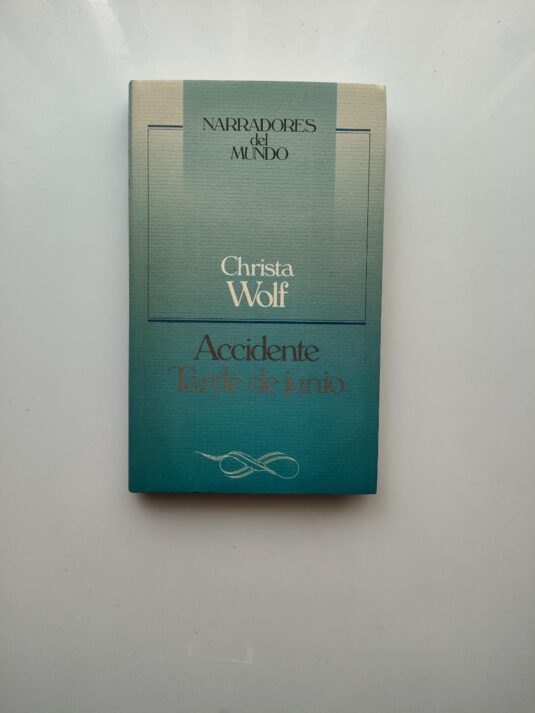 NARRADORES
del
MUNDO
Christa
Wolf
Accidente
Tarde de junio